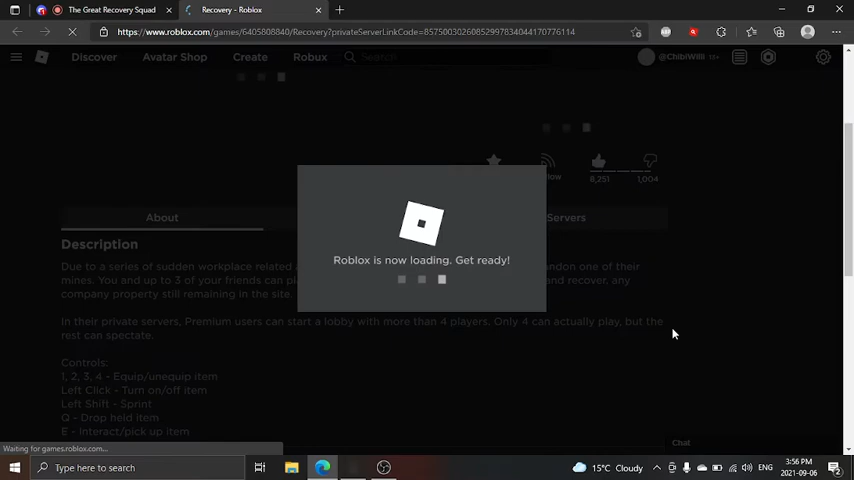 The Great Recovery Squad
Recovery - Roblox
https://www.roblox.com/games/6405808840/Recovery?privateServerLinkCode=85750030260852997834044170776114
Discover Avatar Shop Create Robux Search @ChibiWilli 13+
6,251 1,004
About Servers
Roblox is now loading. Get ready!
Description
Due to a series of sudden workplace related
mines. You and up to 3 of your friends can
company property still remaining in the site.
andon one of their
and recover, any
In their private servers, Premium users can start a lobby with more than 4 players. Only 4 can actually play, but the
rest can spectate.
Controls:
1, 2, 3, 4 - Equip/unequip item
Left Click - Turn on/off item
Left Shift - Sprint
Q - Drop held item
E - Interact/pick up item
Chat
Waiting for games.roblox.com...
Type here to search
15°C Cloudy
ENG
3:56 PM
2021-09-06
2